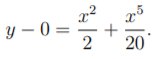 y − 0 = x²/2 + x⁵/20.